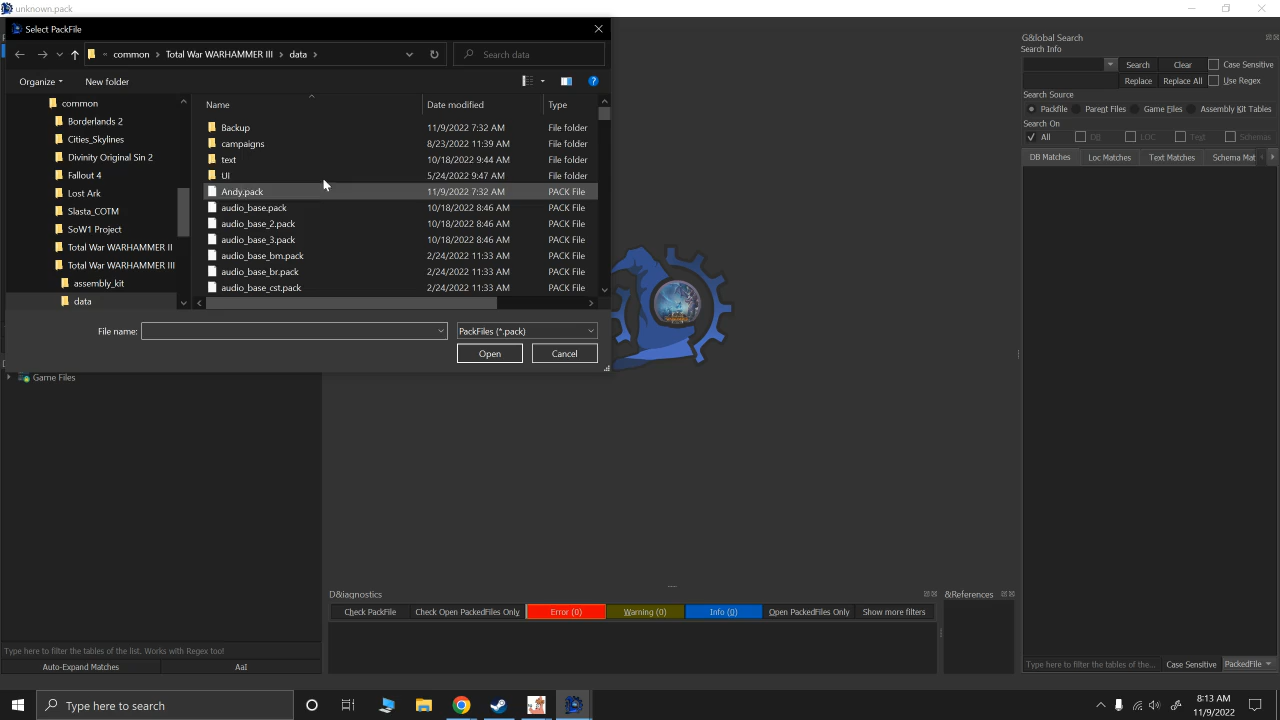 unknown.pack
Select PackFile
« common > Total War WARHAMMER III > data >
Search data
Organize
New folder
common
Borderlands 2
Cities_Skylines
Divinity Original Sin 2
Fallout 4
Lost Ark
Slasta_COTM
SoW1 Project
Total War WARHAMMER II
Total War WARHAMMER III
assembly_kit
data
Name Date modified Type
Backup 11/9/2022 7:32 AM File folder
campaigns 8/23/2022 11:39 AM File folder
text 10/18/2022 9:44 AM File folder
UI 5/24/2022 9:47 AM File folder
Andy.pack 11/9/2022 7:32 AM PACK File
audio_base.pack 10/18/2022 8:46 AM PACK File
audio_base_2.pack 10/18/2022 8:46 AM PACK File
audio_base_3.pack 10/18/2022 8:46 AM PACK File
audio_base_bm.pack 2/24/2022 11:33 AM PACK File
audio_base_br.pack 2/24/2022 11:33 AM PACK File
audio_base_cst.pack 2/24/2022 11:33 AM PACK File
File name:
PackFiles (*.pack)
Open Cancel
Game Files
Type here to filter the tables of the list. Works with Regex too!
Auto-Expand Matches AaI
D&iagnostics
Check PackFile Check Open PackedFiles Only Error (0) Warning (0) Info (0) Open PackedFiles Only Show more filters
&References
G&lobal Search
Search Info
Search Clear Case Sensitive
Replace Replace All Use Regex
Search Source
Packfile Parent Files Game Files Assembly Kit Tables
Search On
All DB LOC Text Schemas
DB Matches Loc Matches Text Matches Schema Mat
Type here to filter the tables of the... Case Sensitive PackedFile
Type here to search
8:13 AM
11/9/2022